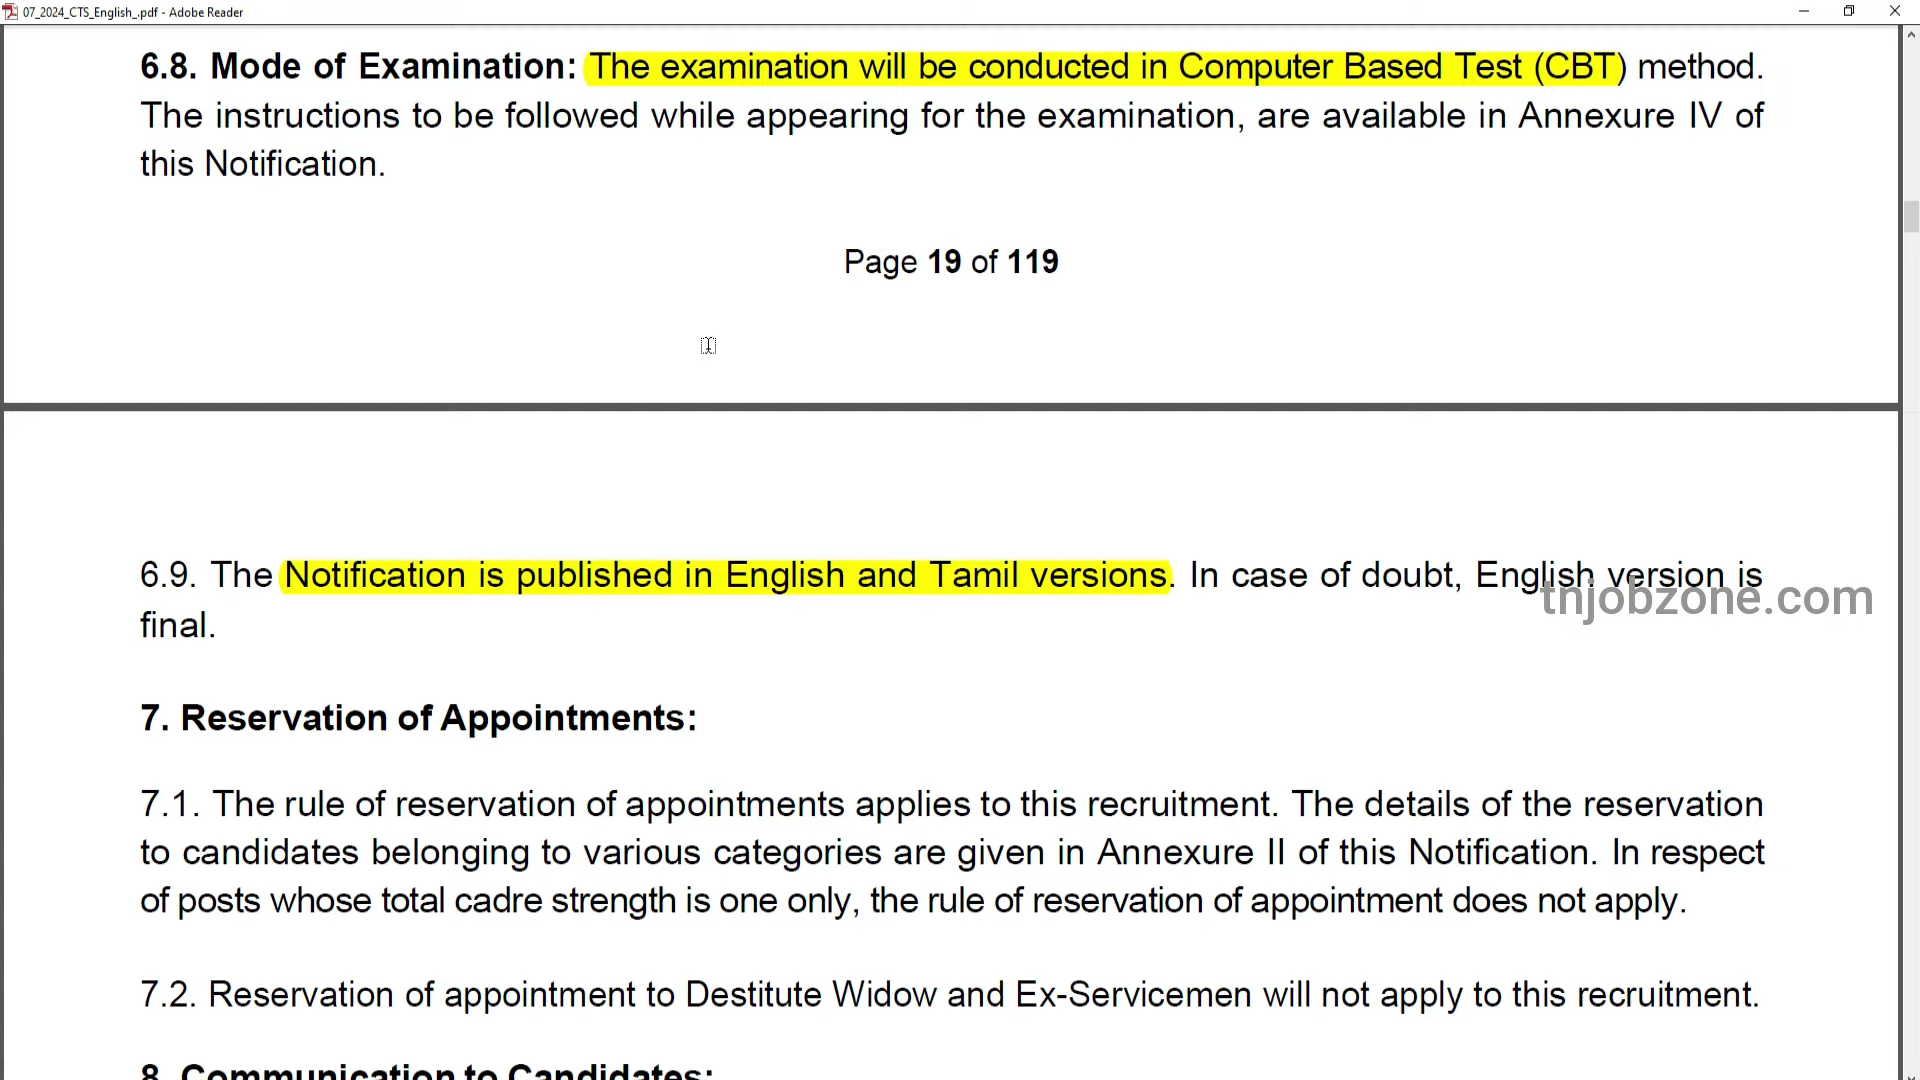 07_2024_CTS_English_.pdf - Adobe Reader
6.8. Mode of Examination: The examination will be conducted in Computer Based Test (CBT) method.
The instructions to be followed while appearing for the examination, are available in Annexure IV of
this Notification.
Page 19 of 119
6.9. The Notification is published in English and Tamil versions. In case of doubt, English version is
final.
tnjobzone.com
7. Reservation of Appointments:
7.1. The rule of reservation of appointments applies to this recruitment. The details of the reservation
to candidates belonging to various categories are given in Annexure II of this Notification. In respect
of posts whose total cadre strength is one only, the rule of reservation of appointment does not apply.
7.2. Reservation of appointment to Destitute Widow and Ex-Servicemen will not apply to this recruitment.
8. Communication to Candidates: